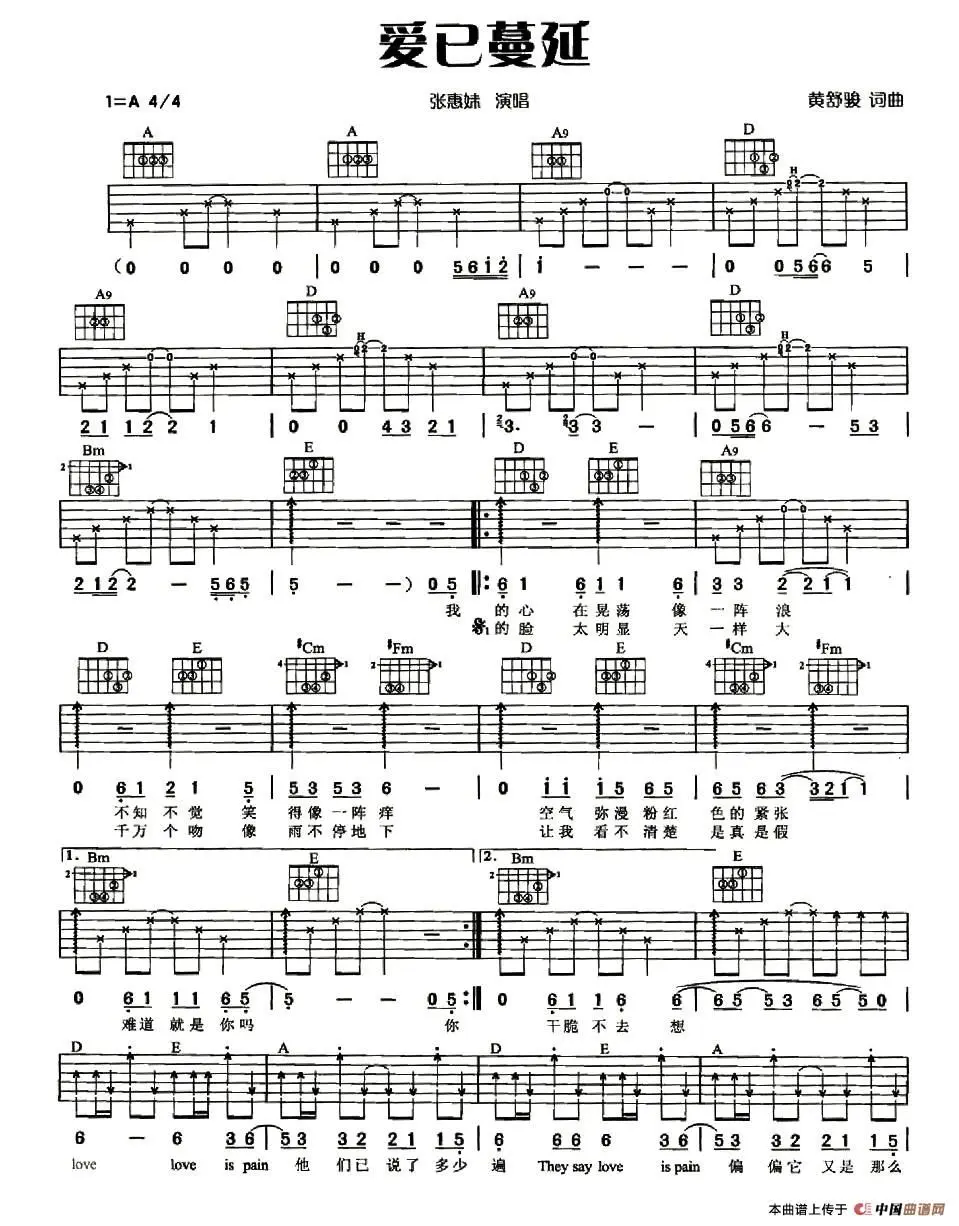 爱已蔓延
1=A 4/4 张惠妹 演唱 黄舒骏 词曲
A A A9 D
(0 0 0 0 | 0 0 0 5612 | 1 - - - | 0 0566 5 |
A9 D A9 D
21 122 1 | 0 0 43 21 | 3. 33 - | 0566 - 53 |
Bm E D E A9
2122 - 565 | 5 - - ) 05 |: 61 611 6 | 33 2211 |
我 的心 在晃荡 像 一阵 浪
𝄋1的脸 太明显 天 一样 大
D E #Cm #Fm D E #Cm #Fm
0 61 21 5 | 53 53 6 - | 0 11 15 65 | 65 63 3211 |
不知 不觉 笑 得像 一阵 痒 空气 弥漫 粉红 色的 紧张
千万 个吻 像 雨不 停地 下 让我 看不 清楚 是真 是假
1. Bm E 2. Bm E
0 61 11 65 | 5 - - 05 :| 0 61 16 6 | 65 53 65 50 |
难道 就是 你吗 你 干脆 不去 想
D E A D E A
6 - 6 36 | 53 32 21 15 | 6 66 6 36 | 53 32 21 15 |
love love is pain 他 们已 说了 多少 遍 They say love is pain 偏 偏它 又是 那么
本曲谱上传于 中国曲谱网